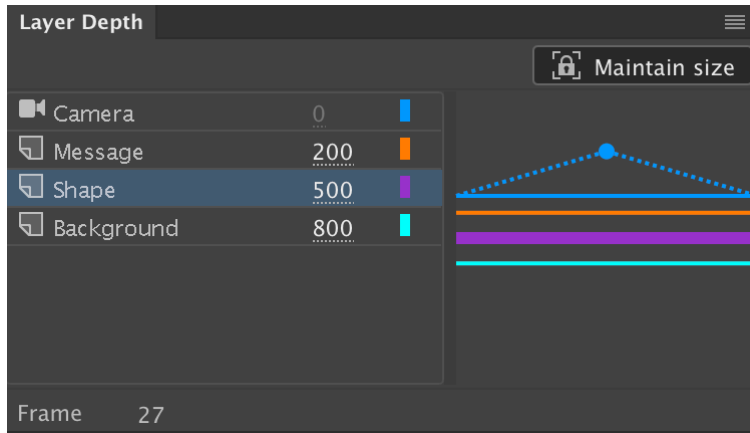 Layer Depth
Maintain size
Camera 0
Message 200
Shape 500
Background 800
Frame 27